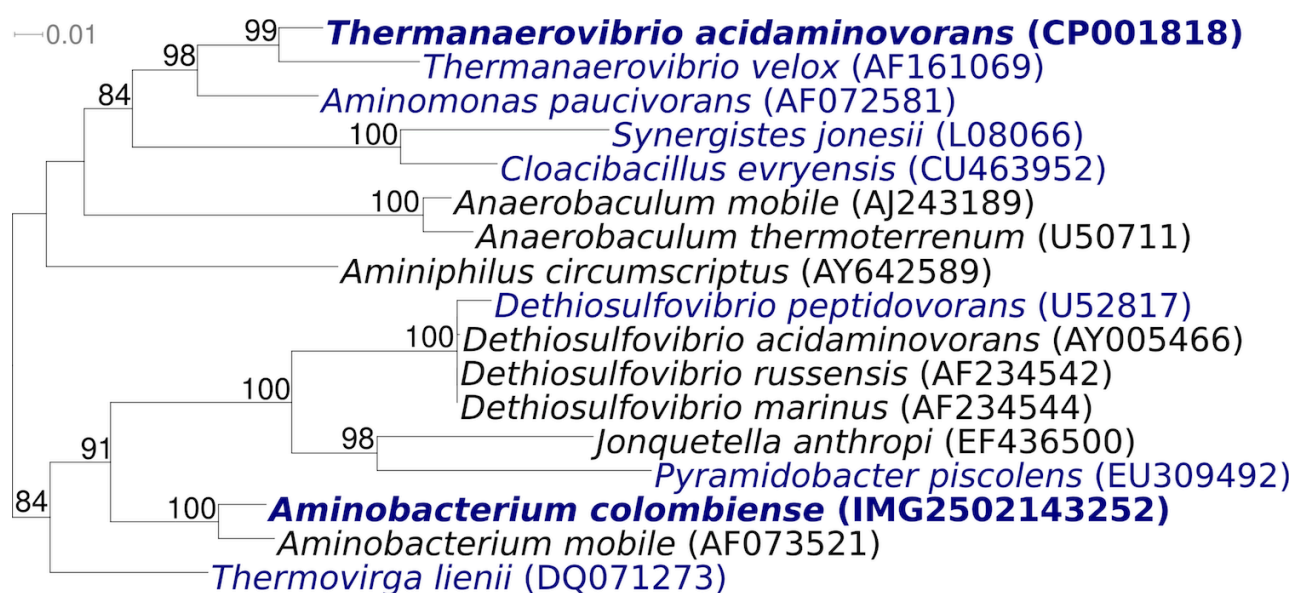 0.01
99
Thermanaerovibrio acidaminovorans (CP001818)
98
Thermanaerovibrio velox (AF161069)
84
Aminomonas paucivorans (AF072581)
100
Synergistes jonesii (L08066)
Cloacibacillus evryensis (CU463952)
100
Anaerobaculum mobile (AJ243189)
Anaerobaculum thermoterrenum (U50711)
Aminiphilus circumscriptus (AY642589)
Dethiosulfovibrio peptidovorans (U52817)
100
Dethiosulfovibrio acidaminovorans (AY005466)
Dethiosulfovibrio russensis (AF234542)
100
Dethiosulfovibrio marinus (AF234544)
91
98
Jonquetella anthropi (EF436500)
Pyramidobacter piscolens (EU309492)
84
100
Aminobacterium colombiense (IMG2502143252)
Aminobacterium mobile (AF073521)
Thermovirga lienii (DQ071273)